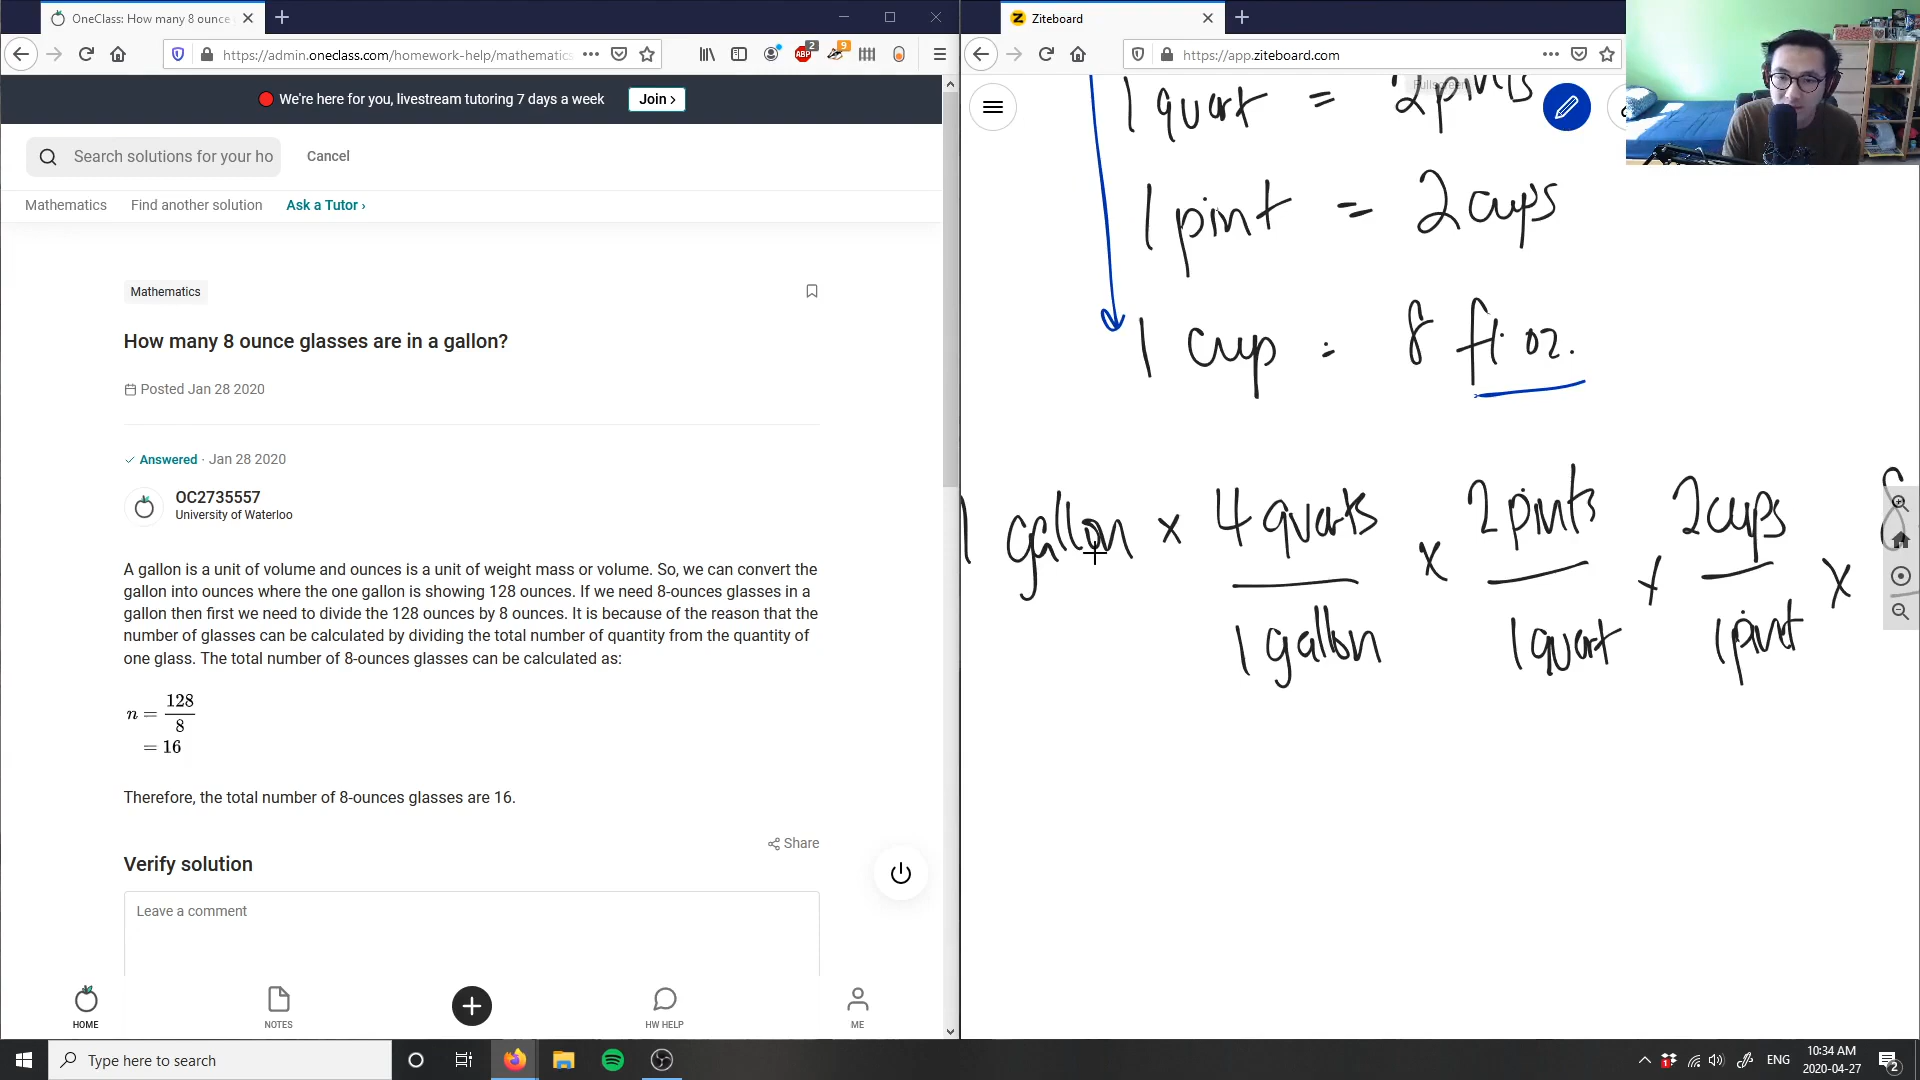 OneClass: How many 8 ounce
Ziteboard
https://admin.oneclass.com/homework-help/mathematics
ABP
2
9
https://app.ziteboard.com
We're here for you, livestream tutoring 7 days a week
Join ›
Search solutions for your ho
Cancel
Mathematics
Find another solution
Ask a Tutor ›
Mathematics
How many 8 ounce glasses are in a gallon?
Posted Jan 28 2020
Answered · Jan 28 2020
OC2735557
University of Waterloo
A gallon is a unit of volume and ounces is a unit of weight mass or volume. So, we can convert the
gallon into ounces where the one gallon is showing 128 ounces. If we need 8-ounces glasses in a
gallon then first we need to divide the 128 ounces by 8 ounces. It is because of the reason that the
number of glasses can be calculated by dividing the total number of quantity from the quantity of
one glass. The total number of 8-ounces glasses can be calculated as:
n = 128/8
= 16
Therefore, the total number of 8-ounces glasses are 16.
Share
Verify solution
Leave a comment
HOME
NOTES
HW HELP
ME
1 quart = 2 pints
1 pint = 2 cups
1 cup = 8 fl oz.
1 gallon x 4 quarts / 1 gallon x 2 pints / 1 quart x 2 cups / 1 pint x 8
Type here to search
ENG
10:34 AM
2020-04-27
2